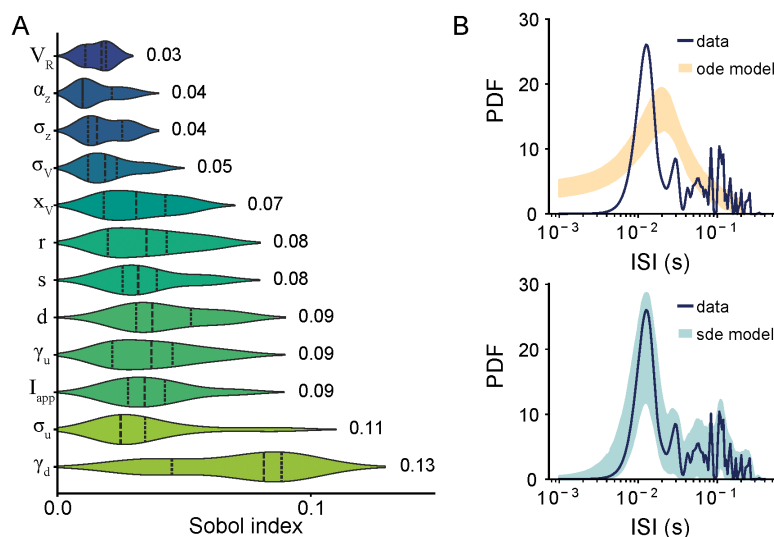 A
V_R 0.03
α_z 0.04
σ_z 0.04
σ_V 0.05
x_V 0.07
r 0.08
s 0.08
d 0.09
γ_u 0.09
I_app 0.09
σ_u 0.11
γ_d 0.13
0.0 0.1
Sobol index
B
30
20
10
0
PDF
data
ode model
10⁻³ 10⁻² 10⁻¹
ISI (s)
30
20
10
0
PDF
data
sde model
10⁻³ 10⁻² 10⁻¹
ISI (s)